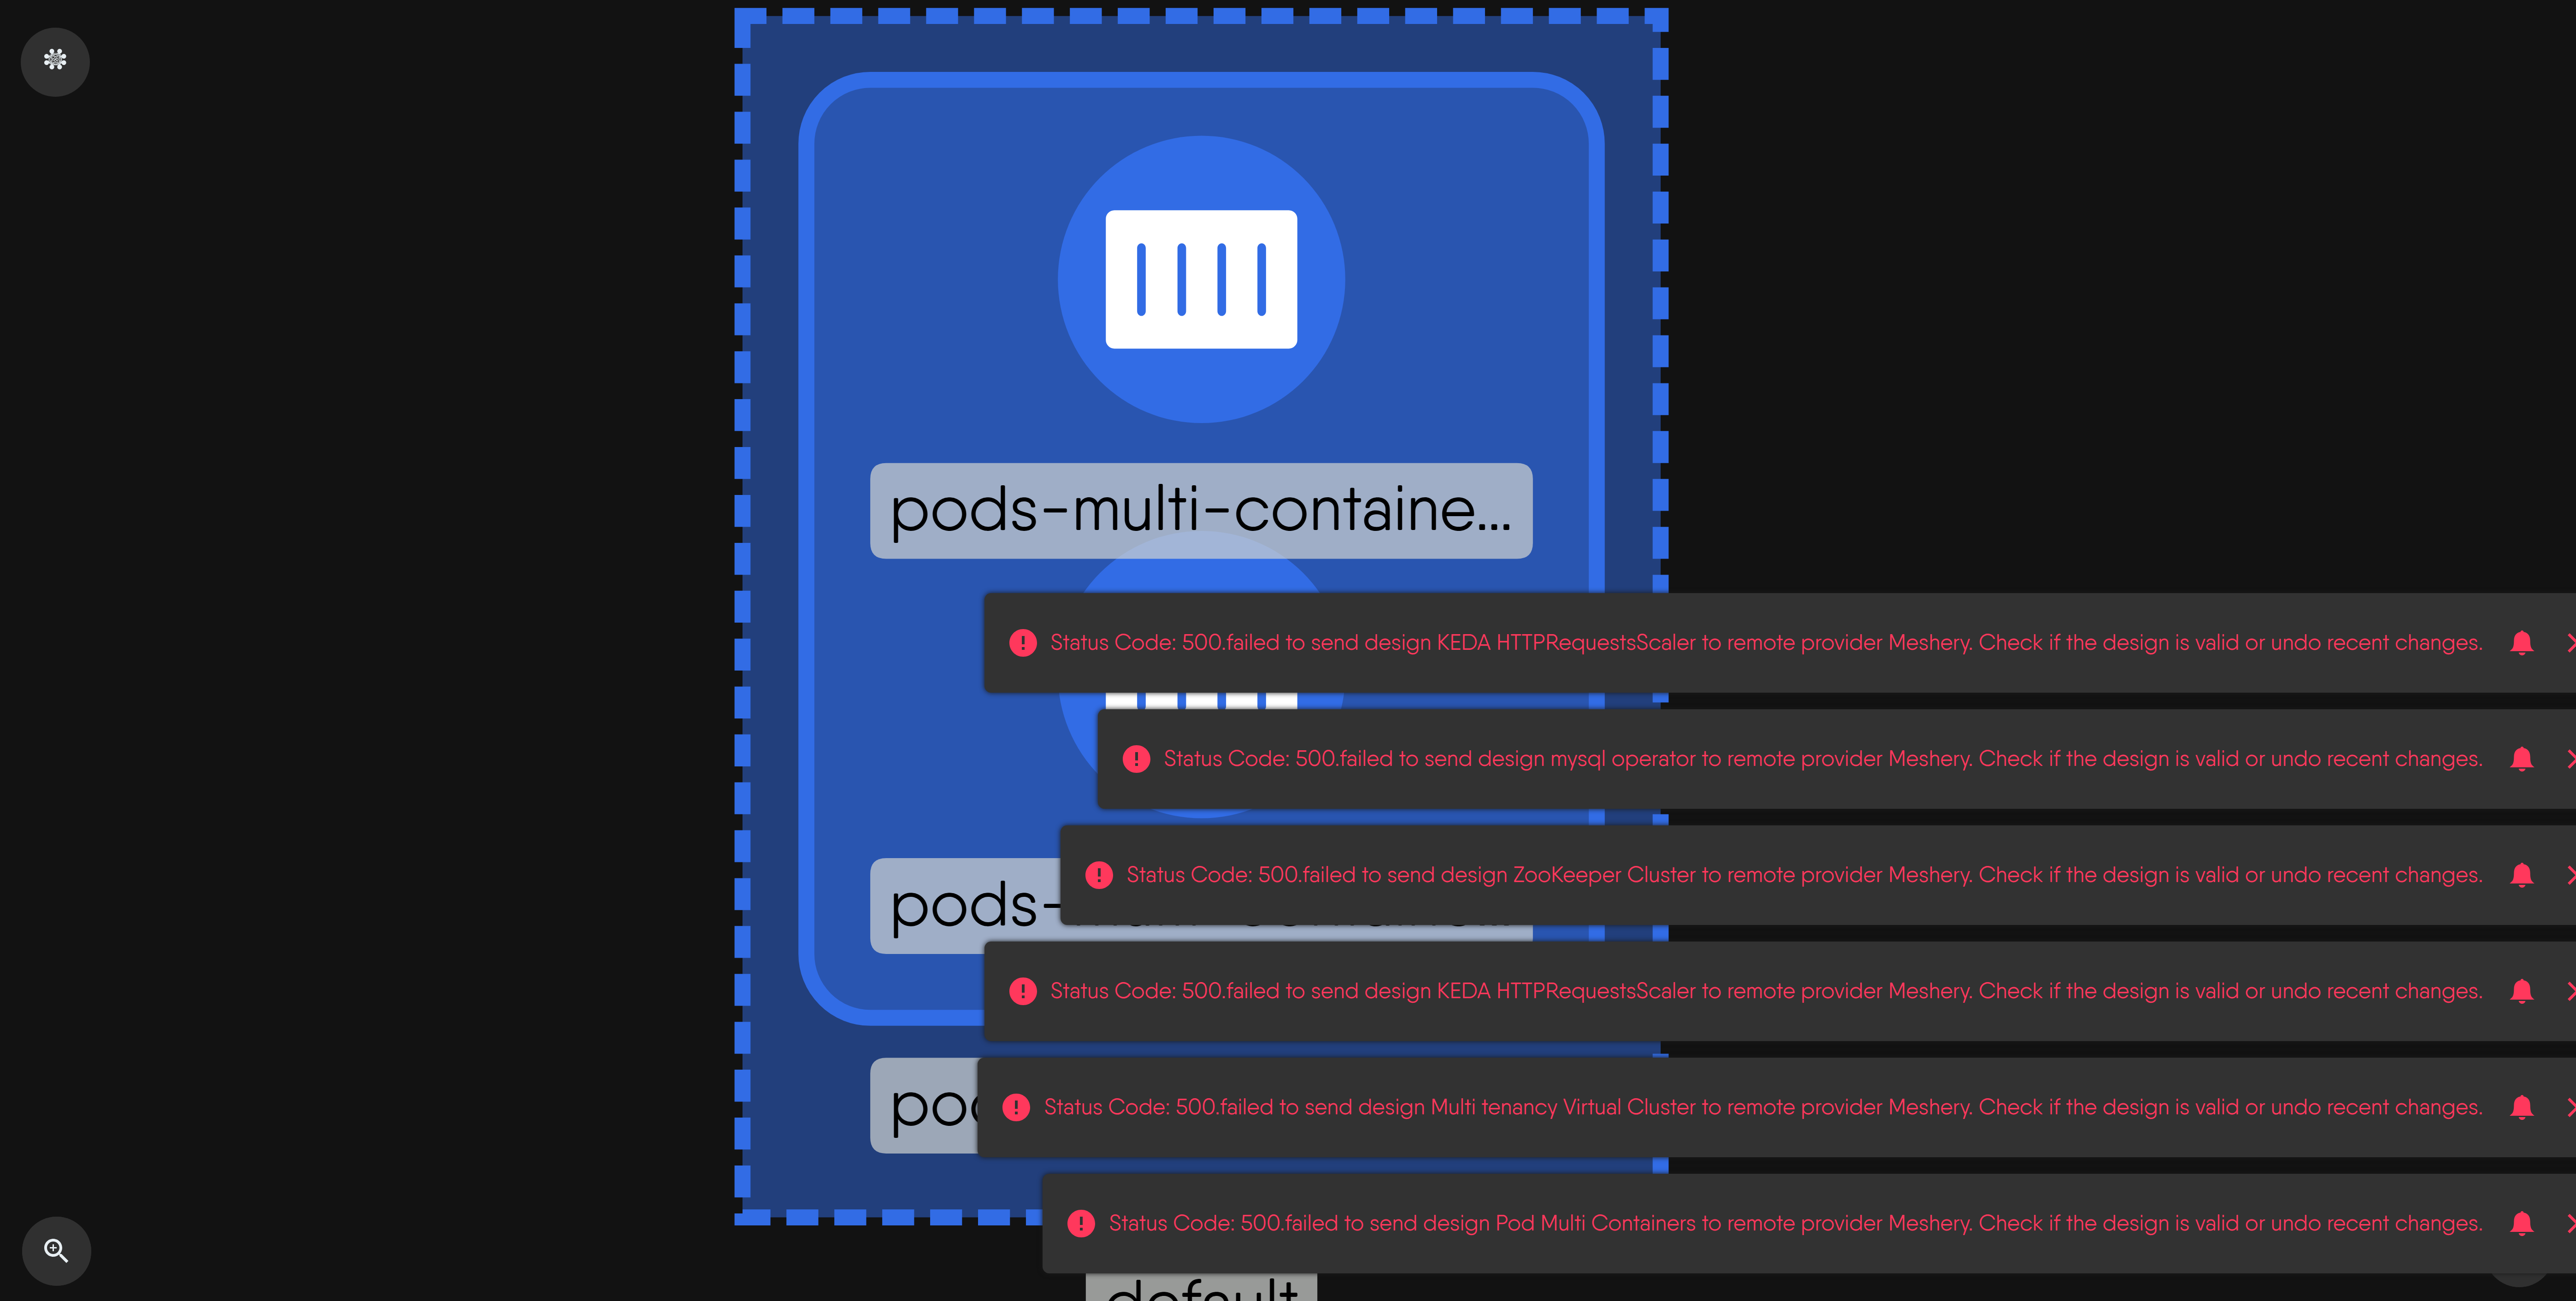 pods-multi-containe...
Status Code: 500.failed to send design KEDA HTTPRequestsScaler to remote provider Meshery. Check if the design is valid or undo recent changes.
Status Code: 500.failed to send design mysql operator to remote provider Meshery. Check if the design is valid or undo recent changes.
Status Code: 500.failed to send design ZooKeeper Cluster to remote provider Meshery. Check if the design is valid or undo recent changes.
pods-
Status Code: 500.failed to send design KEDA HTTPRequestsScaler to remote provider Meshery. Check if the design is valid or undo recent changes.
Status Code: 500.failed to send design Multi tenancy Virtual Cluster to remote provider Meshery. Check if the design is valid or undo recent changes.
Status Code: 500.failed to send design Pod Multi Containers to remote provider Meshery. Check if the design is valid or undo recent changes.
default